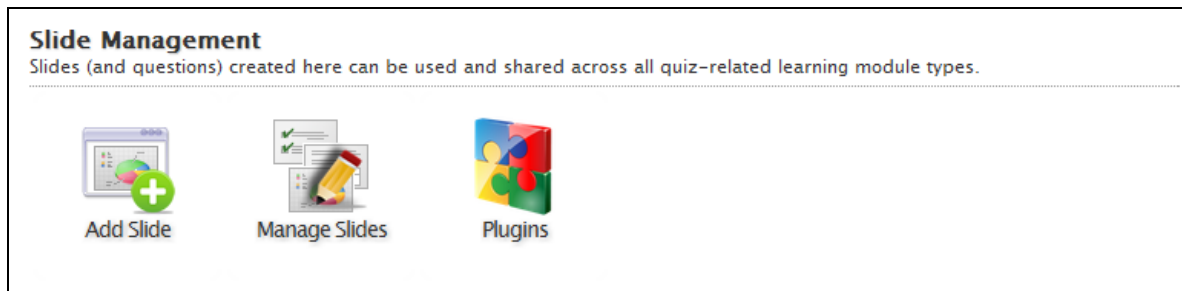 Slide Management
Slides (and questions) created here can be used and shared across all quiz-related learning module types.
Add Slide
Manage Slides
Plugins